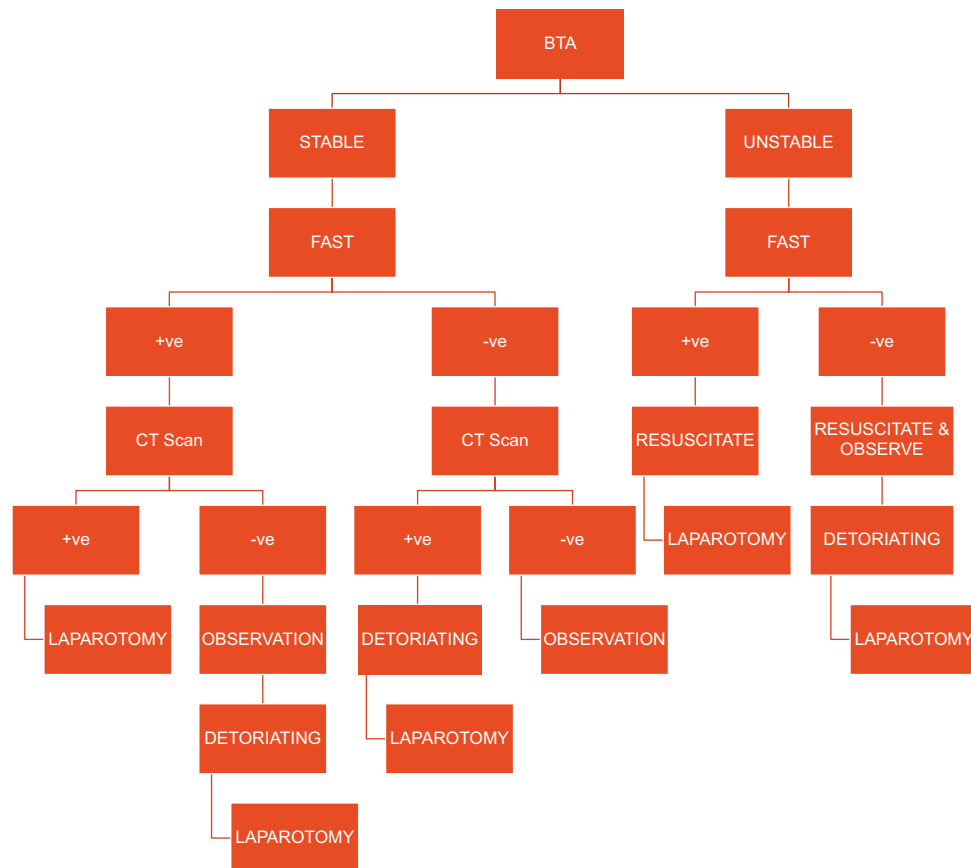 BTA
STABLE
UNSTABLE
FAST
FAST
+ve
-ve
+ve
-ve
CT Scan
CT Scan
RESUSCITATE
RESUSCITATE &
OBSERVE
+ve
-ve
+ve
-ve
LAPAROTOMY
DETORIATING
LAPAROTOMY
OBSERVATION
DETORIATING
OBSERVATION
LAPAROTOMY
DETORIATING
LAPAROTOMY
LAPAROTOMY